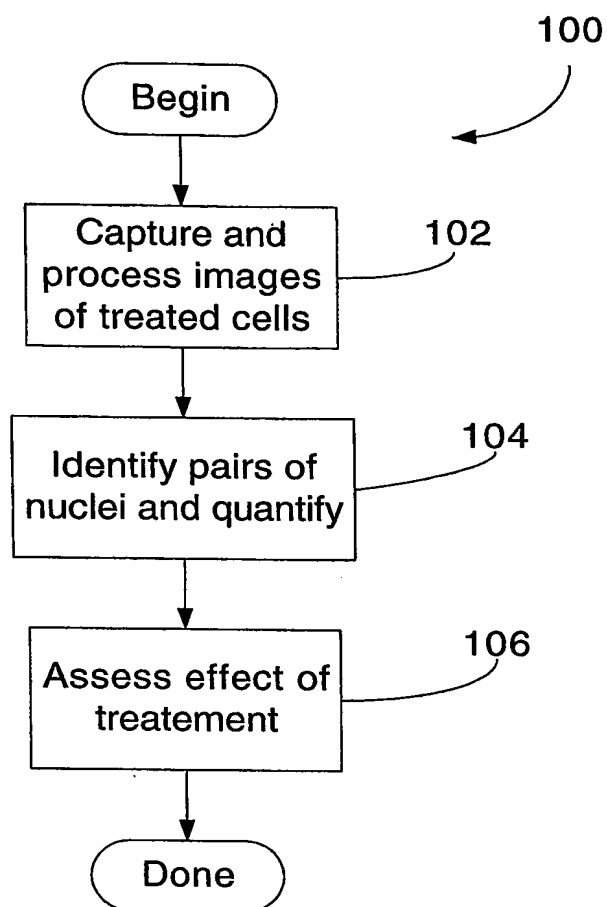 100
Begin
Capture and
process images
of treated cells
102
Identify pairs of
nuclei and quantify
104
Assess effect of
treatement
106
Done